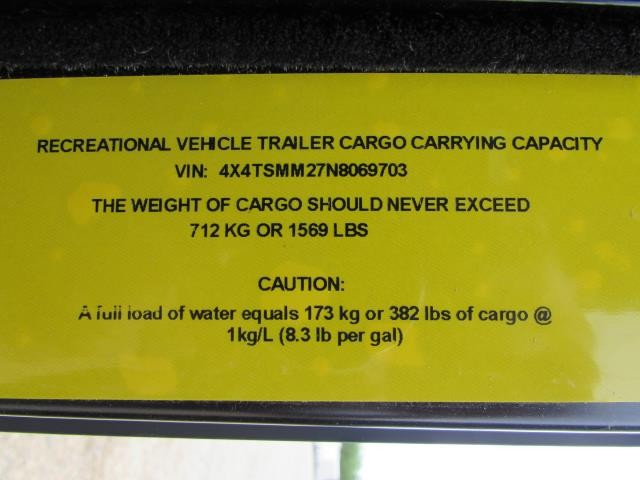 RECREATIONAL VEHICLE TRAILER CARGO CARRYING CAPACITY
VIN: 4X4TSMM27N8069703
THE WEIGHT OF CARGO SHOULD NEVER EXCEED
712 KG OR 1569 LBS
CAUTION:
A full load of water equals 173 kg or 382 lbs of cargo @
1kg/L (8.3 lb per gal)